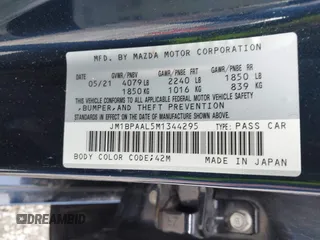 MFD. BY MAZDA MOTOR CORPORATION
GVWR/PNBV GAWR/PNBE FRT GAWR/PNBE RR
05/21 4079LB 2240 LB 1850 LB
1850KG 1016 KG 839 KG
THIS VEHICLE CONFORMS TO ALL APPLICABLE FEDERAL MOTOR VEHICLE SAFETY
,BUMPER,AND THEFT PREVENTION STANDARDS IN EFFECT ON THE DATE OF MANUFACTURE SHOWN ABOVE.
JM1BPAAL5M1344295 TYPE:PASS CAR
BODY COLOR CODE:42M MADE IN JAPAN
DREAMBID